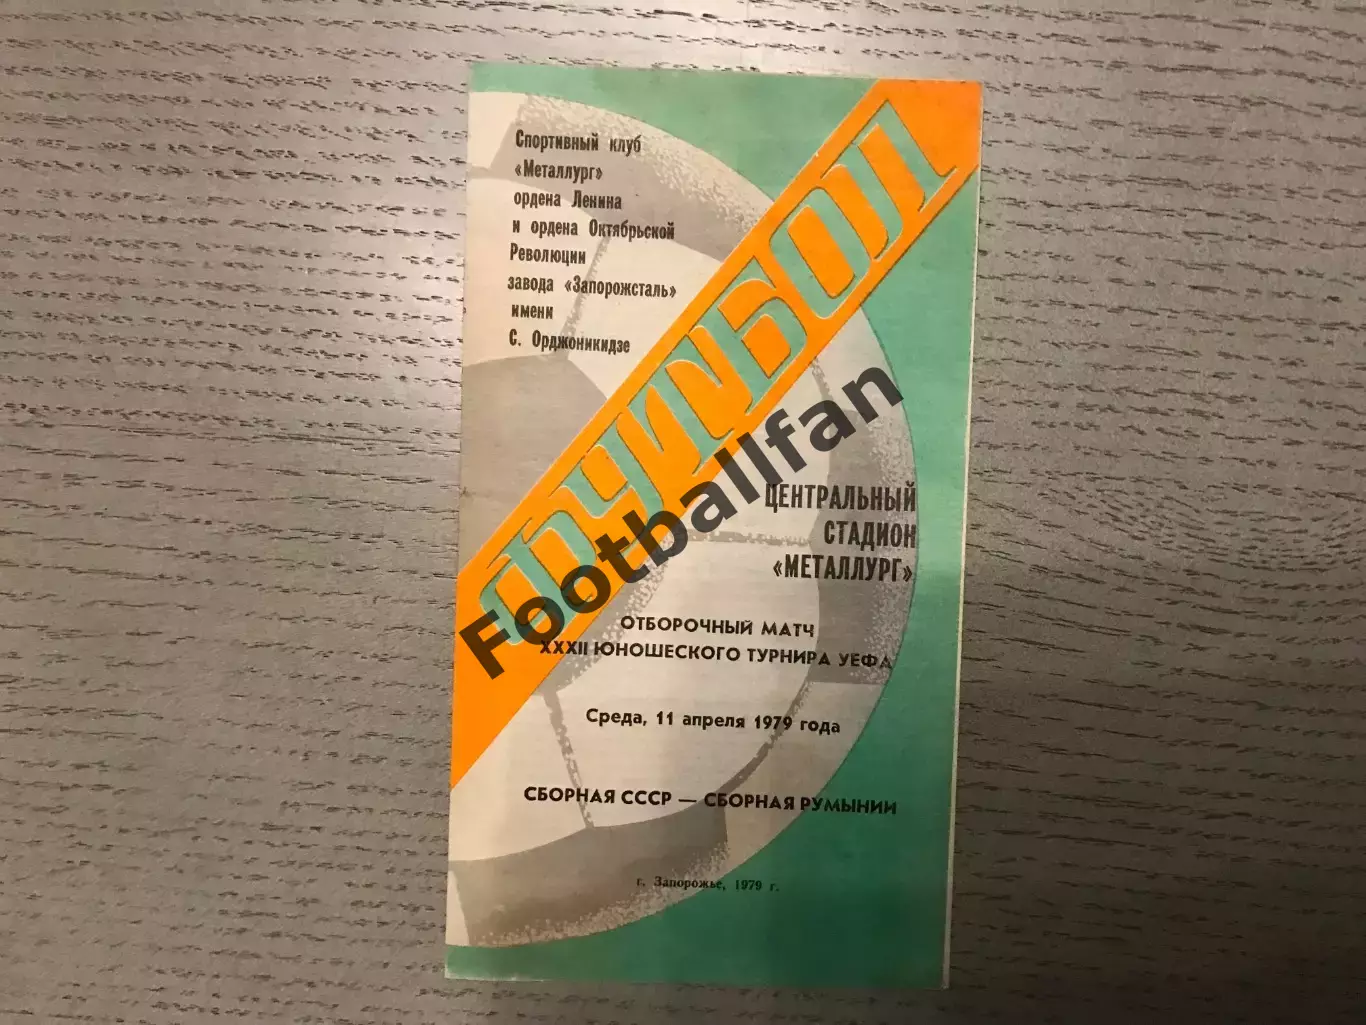 Спортивный клуб
«Металлург»
ордена Ленина
и ордена Октябрьской
Революции
завода «Запорожсталь»
имени
С. Орджоникидзе
ФУТБОЛ
Footballfan
ЦЕНТРАЛЬНЫЙ
СТАДИОН
«МЕТАЛЛУРГ»
ОТБОРОЧНЫЙ МАТЧ
XXXII ЮНОШЕСКОГО ТУРНИРА УЕФА
Среда, 11 апреля 1979 года
СБОРНАЯ СССР — СБОРНАЯ РУМЫНИИ
г. Запорожье, 1979 г.